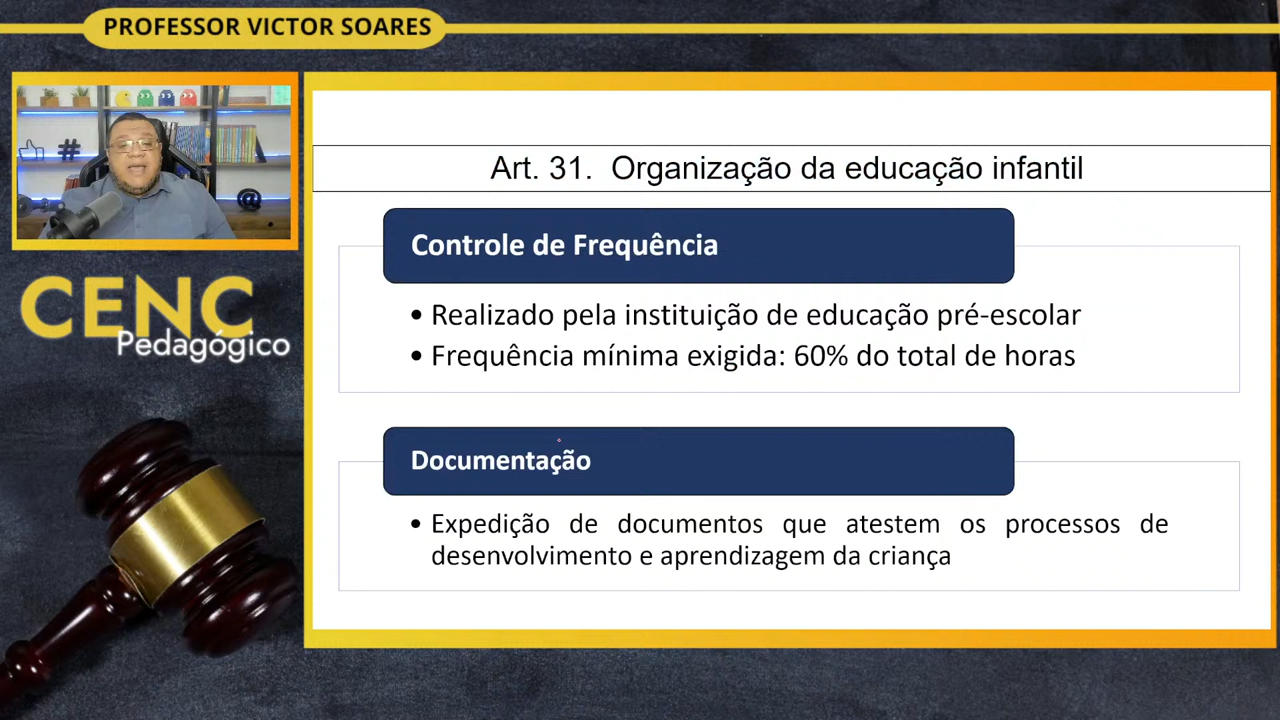 PROFESSOR VICTOR SOARES
#
@
CENC
Pedagógico
Art. 31. Organização da educação infantil
Controle de Frequência
• Realizado pela instituição de educação pré-escolar
• Frequência mínima exigida: 60% do total de horas
Documentação
• Expedição de documentos que atestem os processos de
desenvolvimento e aprendizagem da criança